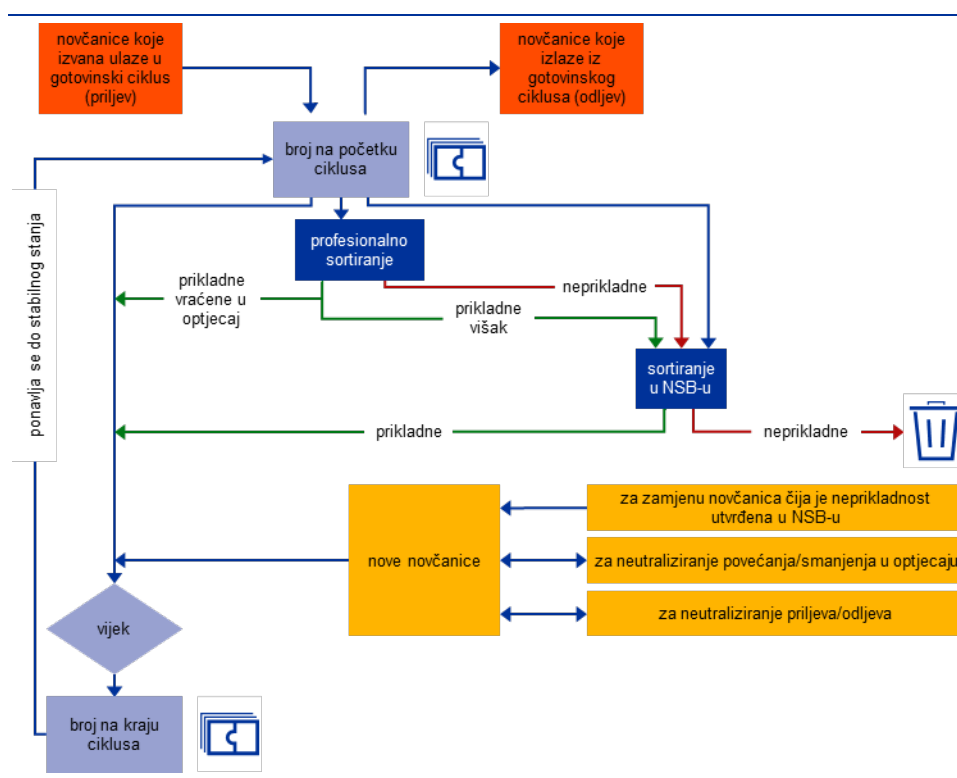 novčanice koje
izvana ulaze u
gotovinski ciklus
(priljev)
novčanice koje
izlaze iz
gotovinskog
ciklusa (odljev)
broj na početku
ciklusa
profesionalno
sortiranje
prikladne
vraćene u
optjecaj
neprikladne
prikladne
višak
ponavlja se do stabilnog stanja
sortiranje
u NSB-u
prikladne
neprikladne
za zamjenu novčanica čija je neprikladnost
utvrđena u NSB-u
nove novčanice
za neutraliziranje povećanja/smanjenja u optjecaju
za neutraliziranje priljeva/odljeva
vijek
broj na kraju
ciklusa